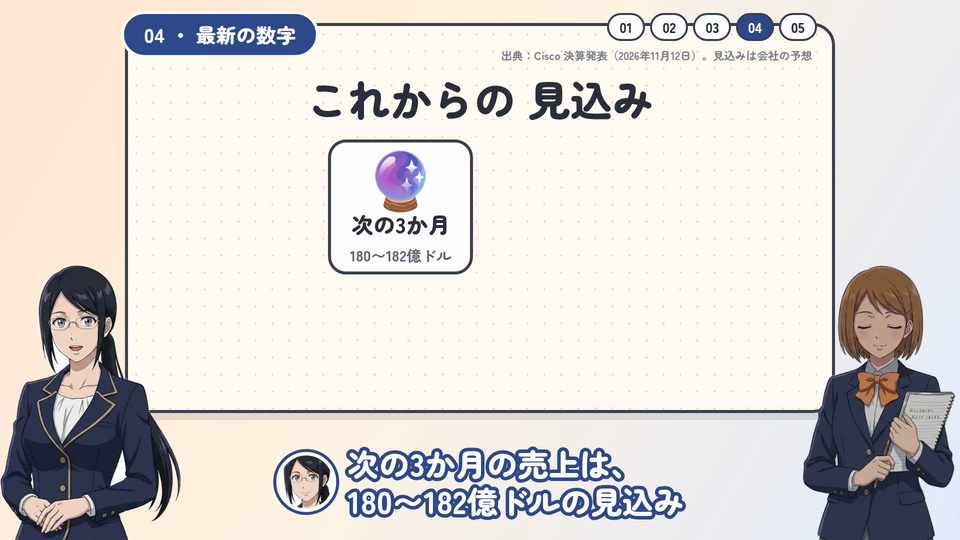 04 ・ 最新の数字
01 02 03 04 05
出典：Cisco 決算発表（2026年11月12日）。見込みは会社の予想
これからの 見込み
次の3か月
180〜182億ドル
次の3か月の売上は、
180〜182億ドルの見込み